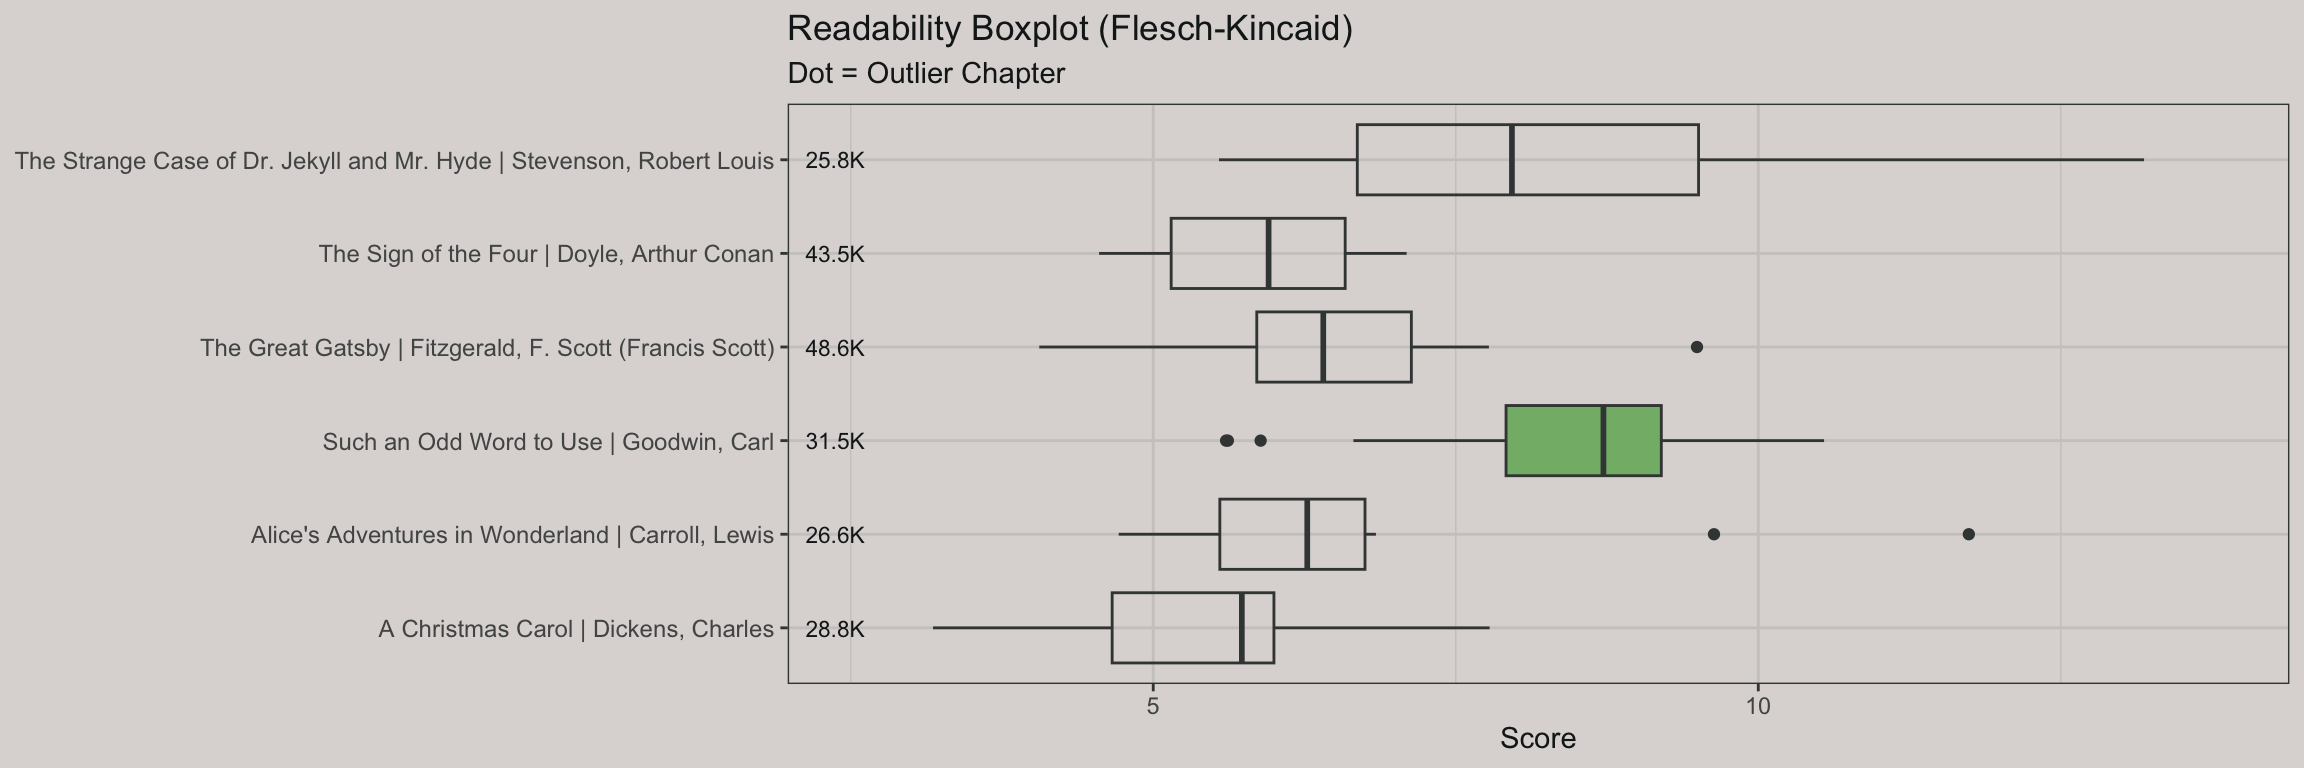 Readability Boxplot (Flesch-Kincaid)
Dot = Outlier Chapter
The Strange Case of Dr. Jekyll and Mr. Hyde | Stevenson, Robert Louis 25.8K
The Sign of the Four | Doyle, Arthur Conan 43.5K
The Great Gatsby | Fitzgerald, F. Scott (Francis Scott) 48.6K
Such an Odd Word to Use | Goodwin, Carl 31.5K
Alice's Adventures in Wonderland | Carroll, Lewis 26.6K
A Christmas Carol | Dickens, Charles 28.8K
5 10
Score